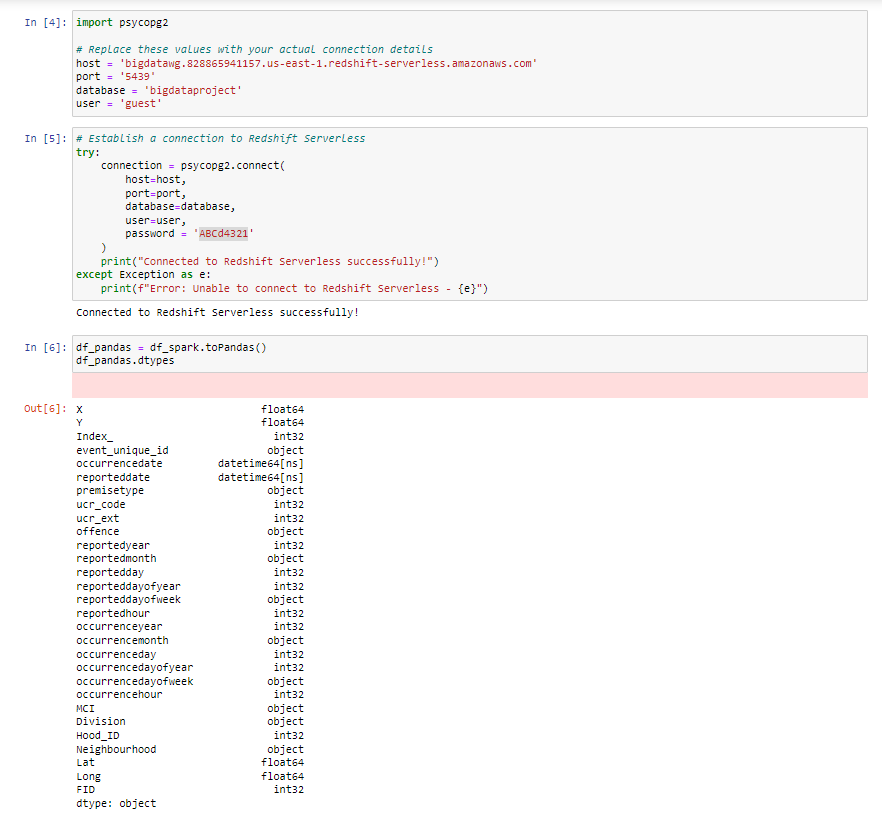 In [4]: import psycopg2
# Replace these values with your actual connection details
host = 'bigdatawg.828865941157.us-east-1.redshift-serverless.amazonaws.com'
port = '5439'
database = 'bigdataproject'
user = 'guest'
In [5]: # Establish a connection to Redshift Serverless
try:
    connection = psycopg2.connect(
        host=host,
        port=port,
        database=database,
        user=user,
        password = 'ABCd4321'
    )
    print("Connected to Redshift Serverless successfully!")
except Exception as e:
    print(f"Error: Unable to connect to Redshift Serverless - {e}")
Connected to Redshift Serverless successfully!
In [6]: df_pandas = df_spark.toPandas()
df_pandas.dtypes
Out[6]: X float64
Y float64
Index_ int32
event_unique_id object
occurrencedate datetime64[ns]
reporteddate datetime64[ns]
premisetype object
ucr_code int32
ucr_ext int32
offence object
reportedyear int32
reportedmonth object
reportedday int32
reporteddayofyear int32
reporteddayofweek object
reportedhour int32
occurrenceyear int32
occurrencemonth object
occurrenceday int32
occurrencedayofyear int32
occurrencedayofweek object
occurrencehour int32
MCI object
Division object
Hood_ID int32
Neighbourhood object
Lat float64
Long float64
FID int32
dtype: object